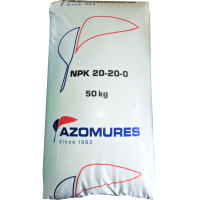 NPK 20-20-0
50 kg
AZOMURES
Since 1962